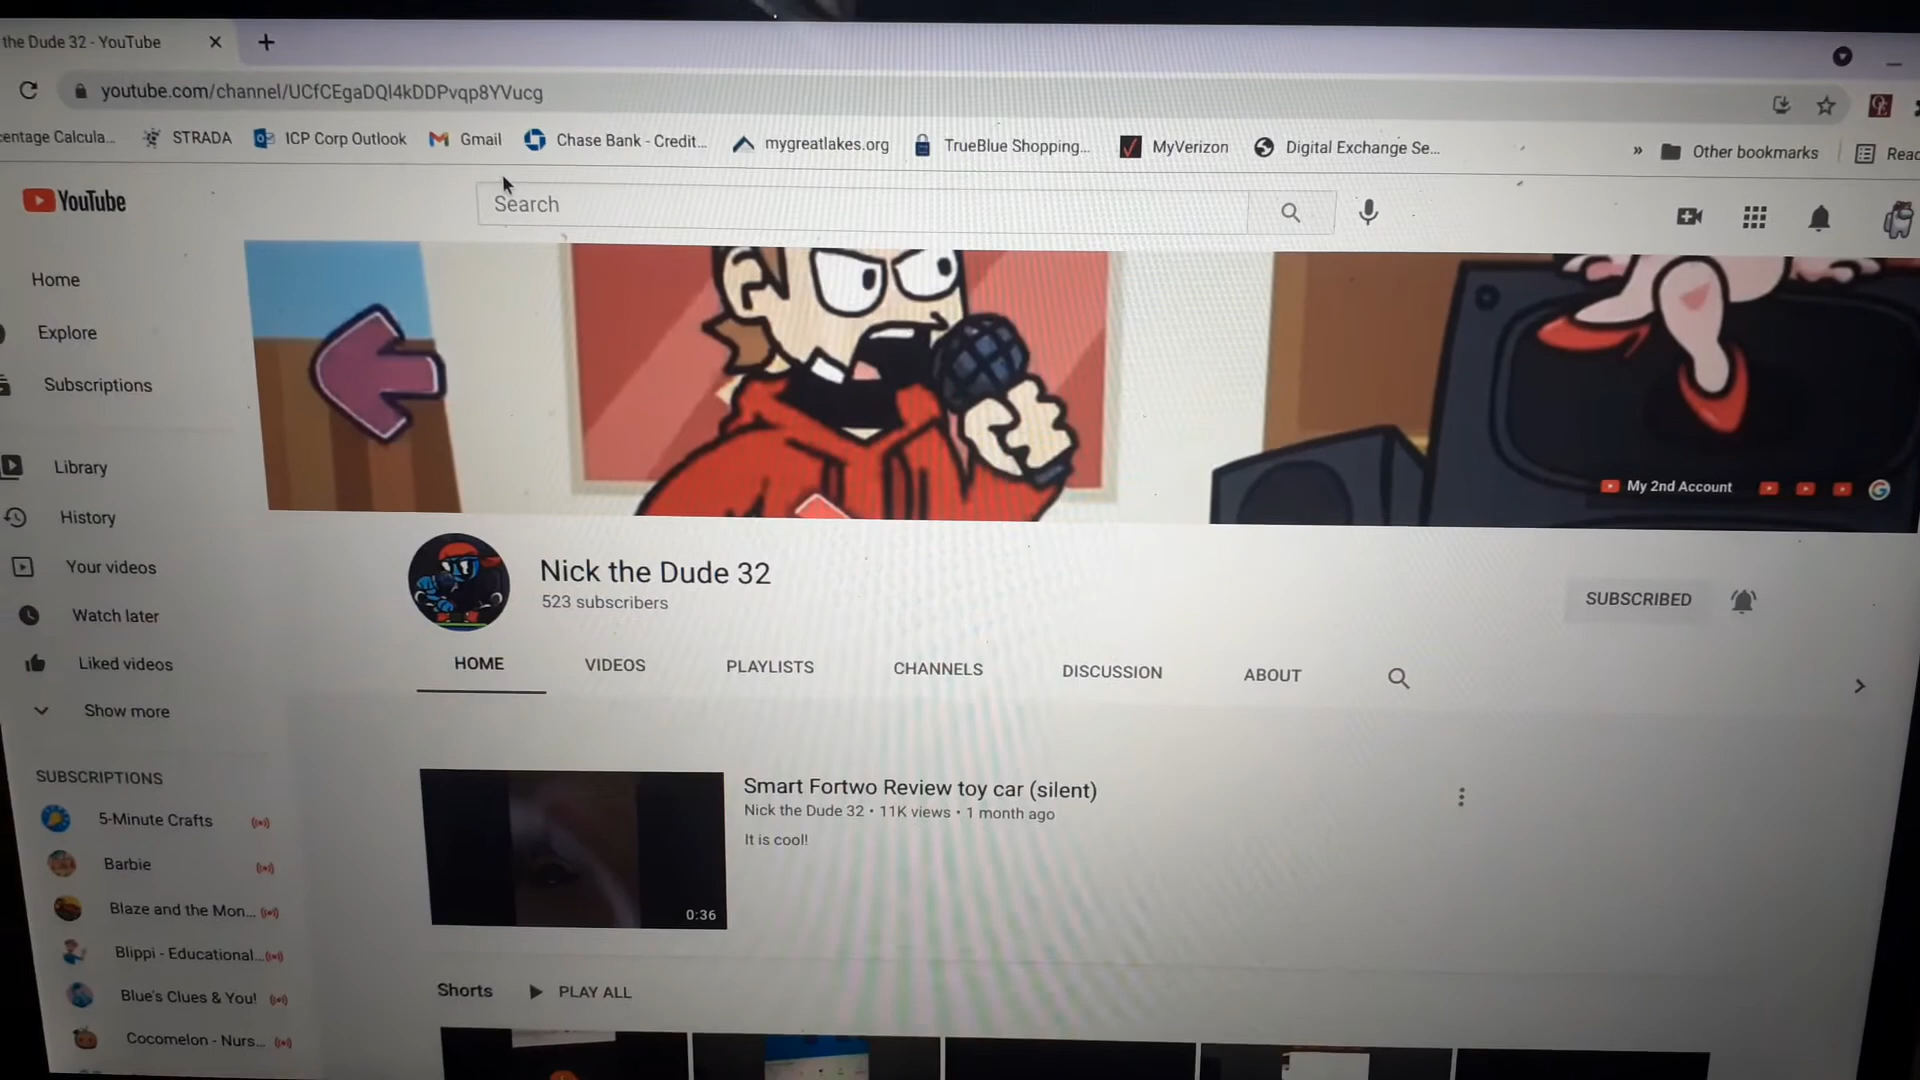 the Dude 32 - YouTube
youtube.com/channel/UCfCEgaDQl4kDDPvqp8YVucg
centage Calcula... STRADA ICP Corp Outlook Gmail Chase Bank - Credit... mygreatlakes.org TrueBlue Shopping... MyVerizon Digital Exchange Se... » Other bookmarks Reac
YouTube
Search
Home
Explore
Subscriptions
Library
History
Your videos
Watch later
Liked videos
Show more
SUBSCRIPTIONS
5-Minute Crafts
Barbie
Blaze and the Mon...
Blippi - Educational...
Blue's Clues & You!
Cocomelon - Nurs...
My 2nd Account
Nick the Dude 32
523 subscribers
SUBSCRIBED
HOME VIDEOS PLAYLISTS CHANNELS DISCUSSION ABOUT
Smart Fortwo Review toy car (silent)
Nick the Dude 32 • 11K views • 1 month ago
It is cool!
0:36
Shorts PLAY ALL